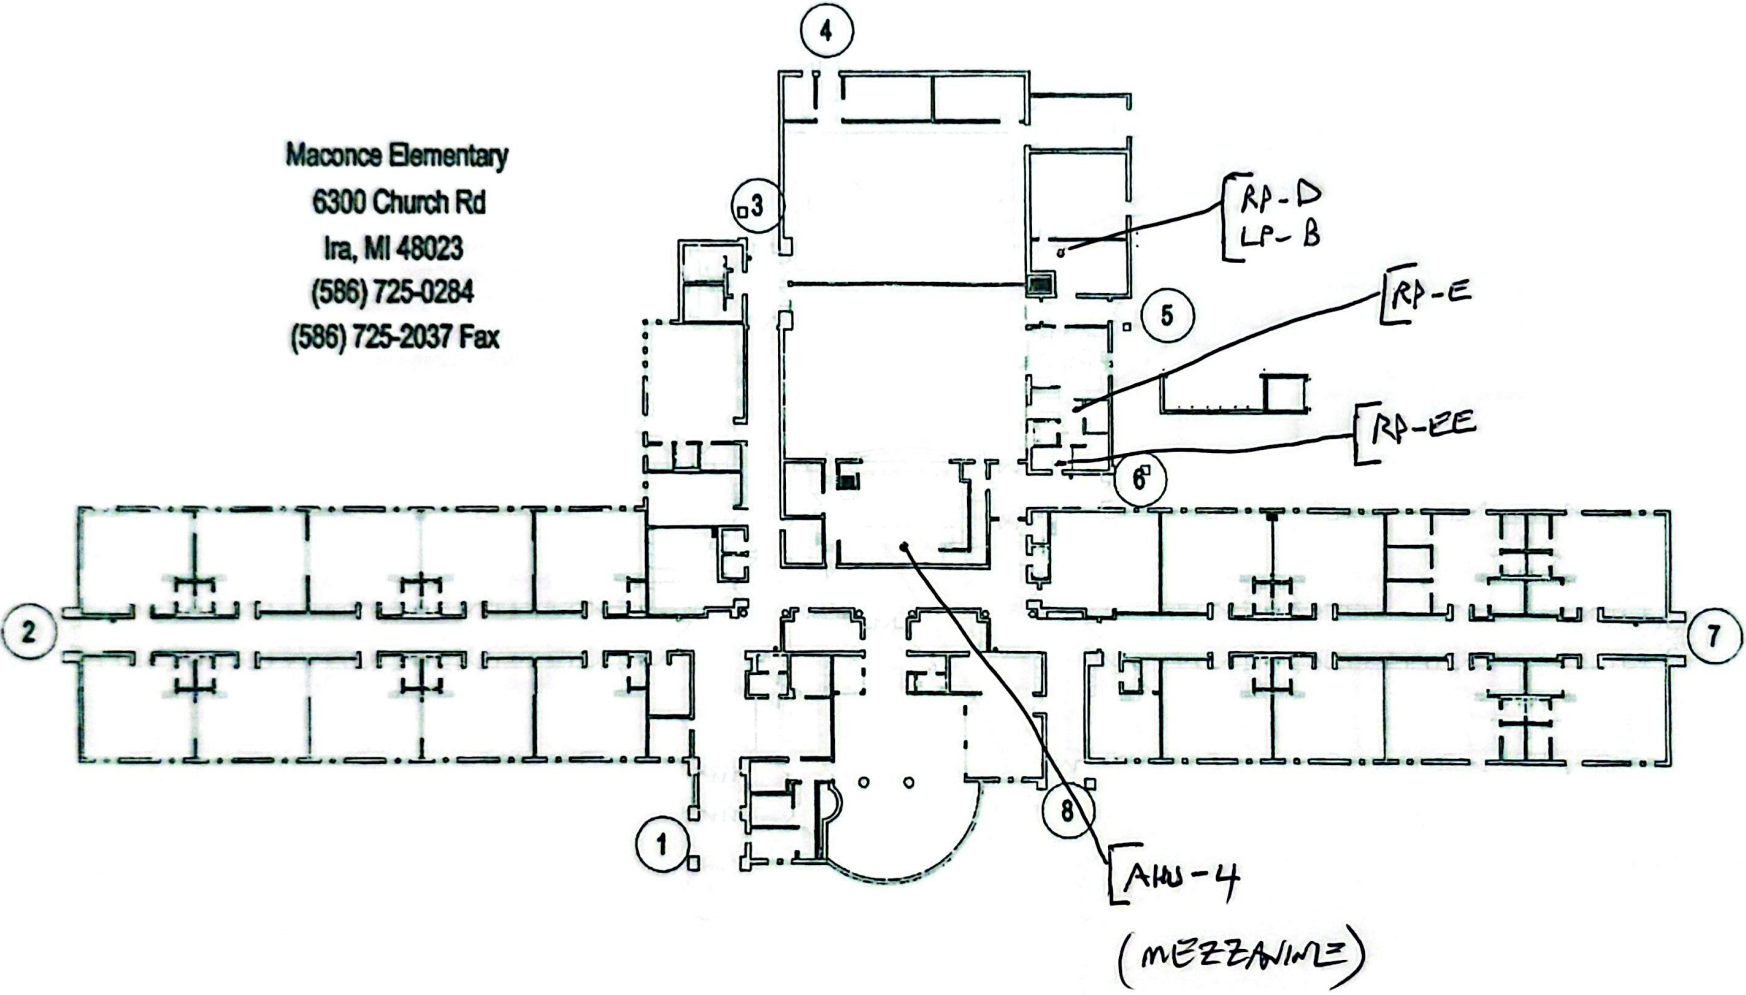 4
Maconce Elementary
6300 Church Rd
Ira, MI 48023
(586) 725-0284
(586) 725-2037 Fax
3
RP-D
LP-B
RP-E
5
RP-EE
6
2
7
8
1
AHU-4
(MEZZANINE)